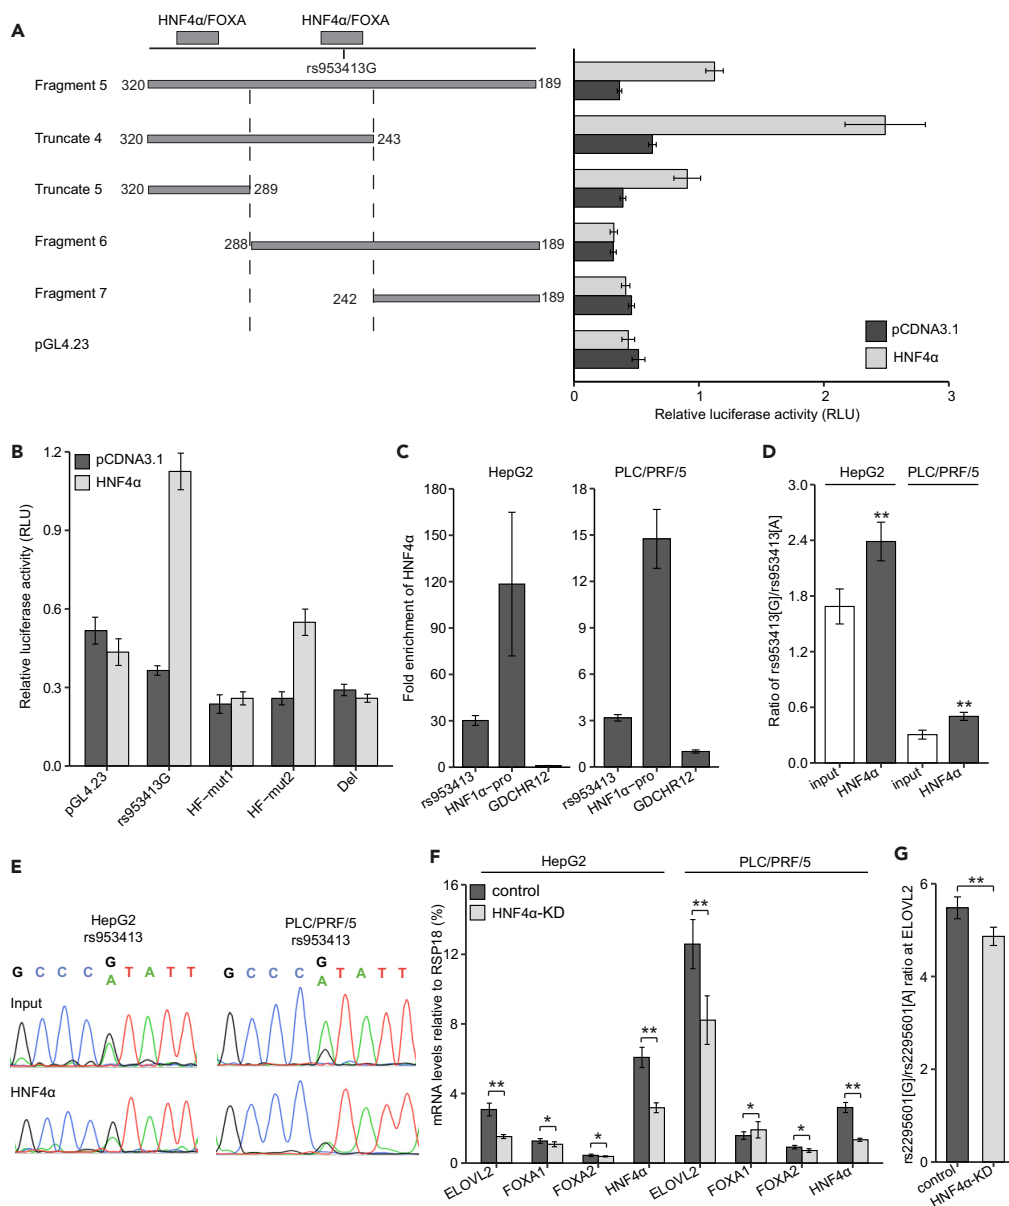 A
HNF4α/FOXA HNF4α/FOXA
rs953413G
Fragment 5 320 189
Truncate 4 320 243
Truncate 5 320 289
Fragment 6 288 189
Fragment 7 242 189
pGL4.23
pCDNA3.1
HNF4α
0 1 2 3
Relative luciferase activity (RLU)
B
pCDNA3.1
HNF4α
Relative luciferase activity (RLU)
1.2
0.9
0.6
0.3
0.0
pGL4.23 rs953413G HF-mut1 HF-mut2 Del
C
HepG2 PLC/PRF/5
Fold enrichment of HNF4α
180
150
120
90
60
30
0
rs953413 HNF1α-pro GDCHR12
18
15
12
9
6
3
0
rs953413 HNF1α-pro GDCHR12
D
HepG2 PLC/PRF/5
Ratio of rs953413[G]/rs953413[A]
3.0
2.4
1.8
1.2
0.6
0.0
** **
input HNF4α input HNF4α
E
HepG2
rs953413
PLC/PRF/5
rs953413
G C C C G T A T T
A
G C C C G T A T T
A
Input
HNF4α
F
HepG2 PLC/PRF/5
control
HNF4α-KD
mRNA levels relative to RSP18 (%)
16
12
8
4
0
** * * ** ** * * **
ELOVL2 FOXA1 FOXA2 HNF4α ELOVL2 FOXA1 FOXA2 HNF4α
G
rs2295601[G]/rs2295601[A] ratio at ELOVL2
6
4
2
0
**
control HNF4α-KD